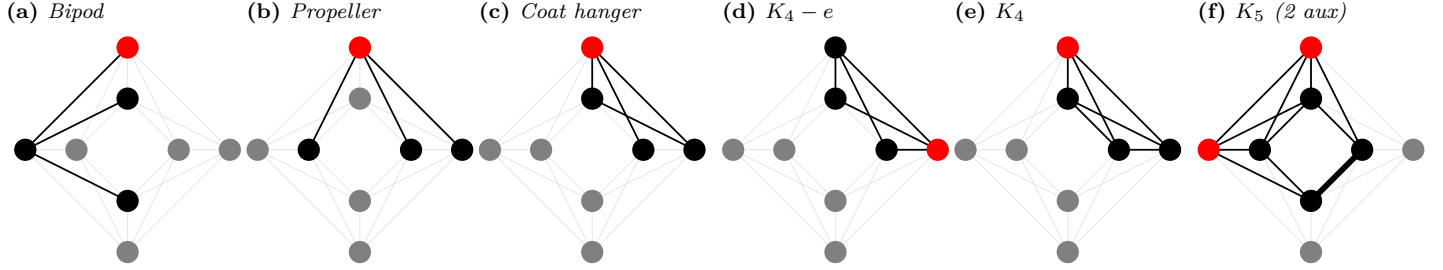 (a) Bipod (b) Propeller (c) Coat hanger (d) K₄ − e (e) K₄ (f) K₅ (2 aux)